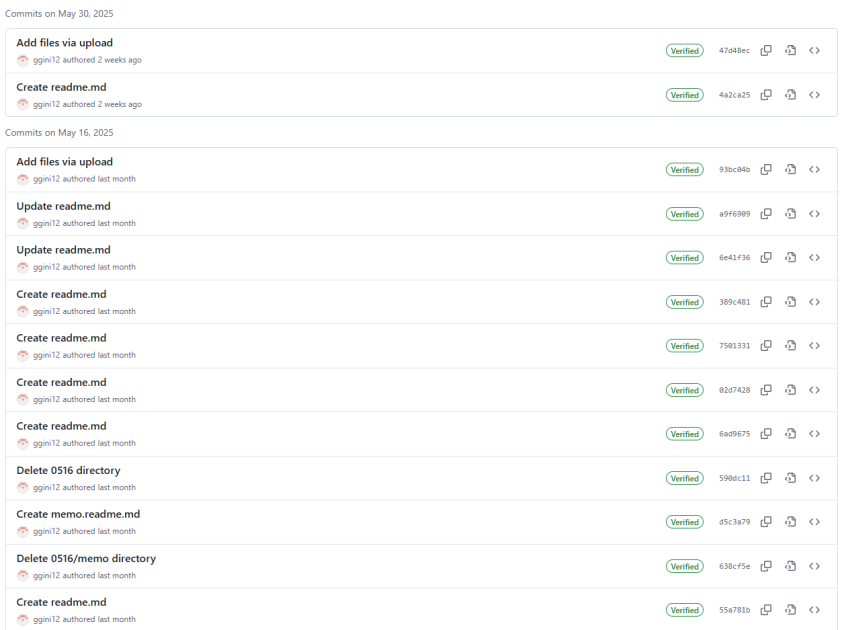 Commits on May 30, 2025
Add files via upload
ggini12 authored 2 weeks ago
Verified 47d48ec
Create readme.md
ggini12 authored 2 weeks ago
Verified 4a2ca25
Commits on May 16, 2025
Add files via upload
ggini12 authored last month
Verified 93bc04b
Update readme.md
ggini12 authored last month
Verified a9f6909
Update readme.md
ggini12 authored last month
Verified 6e41f36
Create readme.md
ggini12 authored last month
Verified 389c481
Create readme.md
ggini12 authored last month
Verified 7501331
Create readme.md
ggini12 authored last month
Verified 02d7428
Create readme.md
ggini12 authored last month
Verified 6ad9675
Delete 0516 directory
ggini12 authored last month
Verified 590dc11
Create memo.readme.md
ggini12 authored last month
Verified d5c3a79
Delete 0516/memo directory
ggini12 authored last month
Verified 638cf5e
Create readme.md
ggini12 authored last month
Verified 55a781b